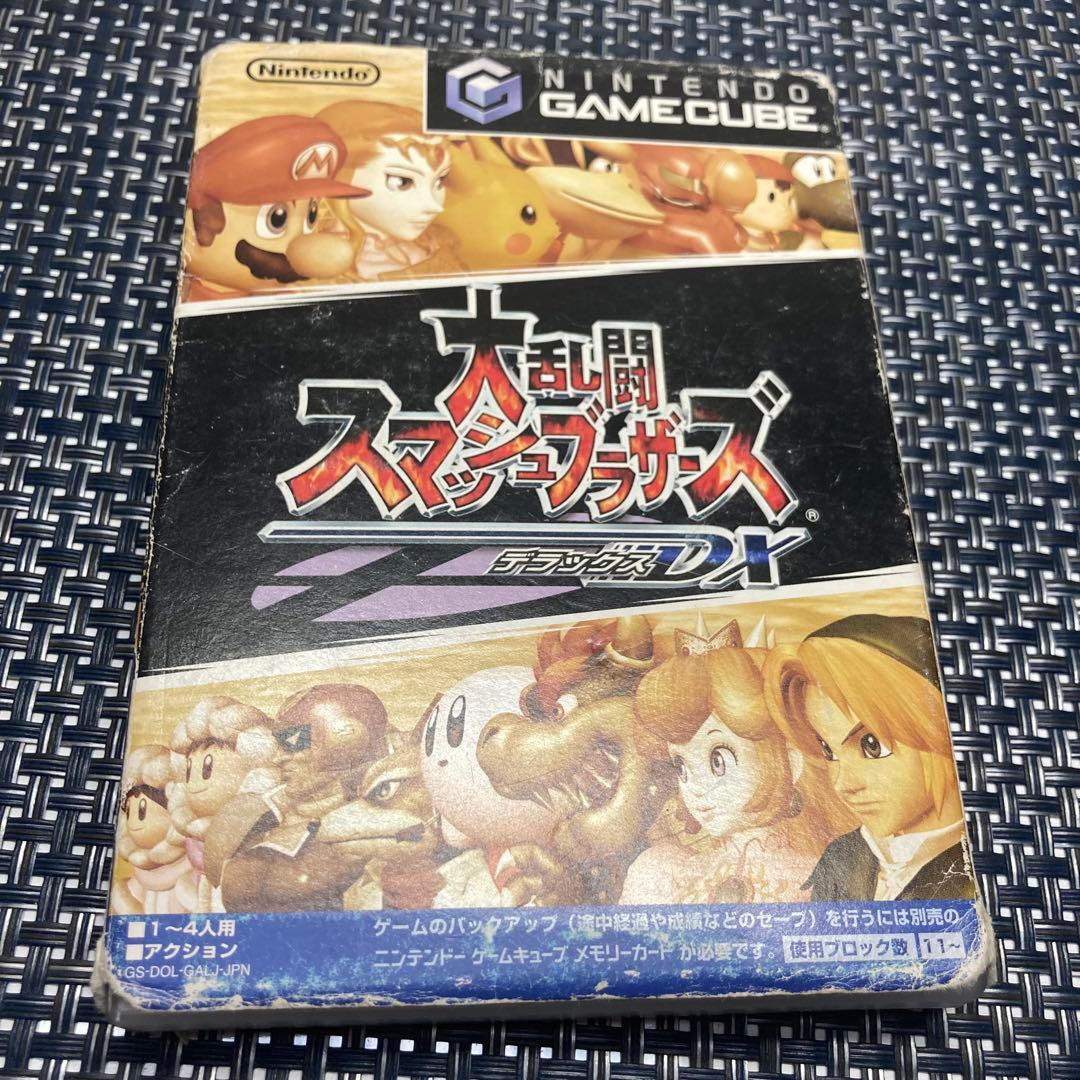 Nintendo
NINTENDO
GAMECUBE
M
大乱闘
スマッシュブラザーズ
デラックス DX
■1～4人用
■アクション
GS-DOL-GALJ-JPN
ゲームのバックアップ（途中経過や成績などのセーブ）を行うには別売の
ニンテンドー ゲームキューブ メモリーカード が必要です。 使用ブロック数 11～